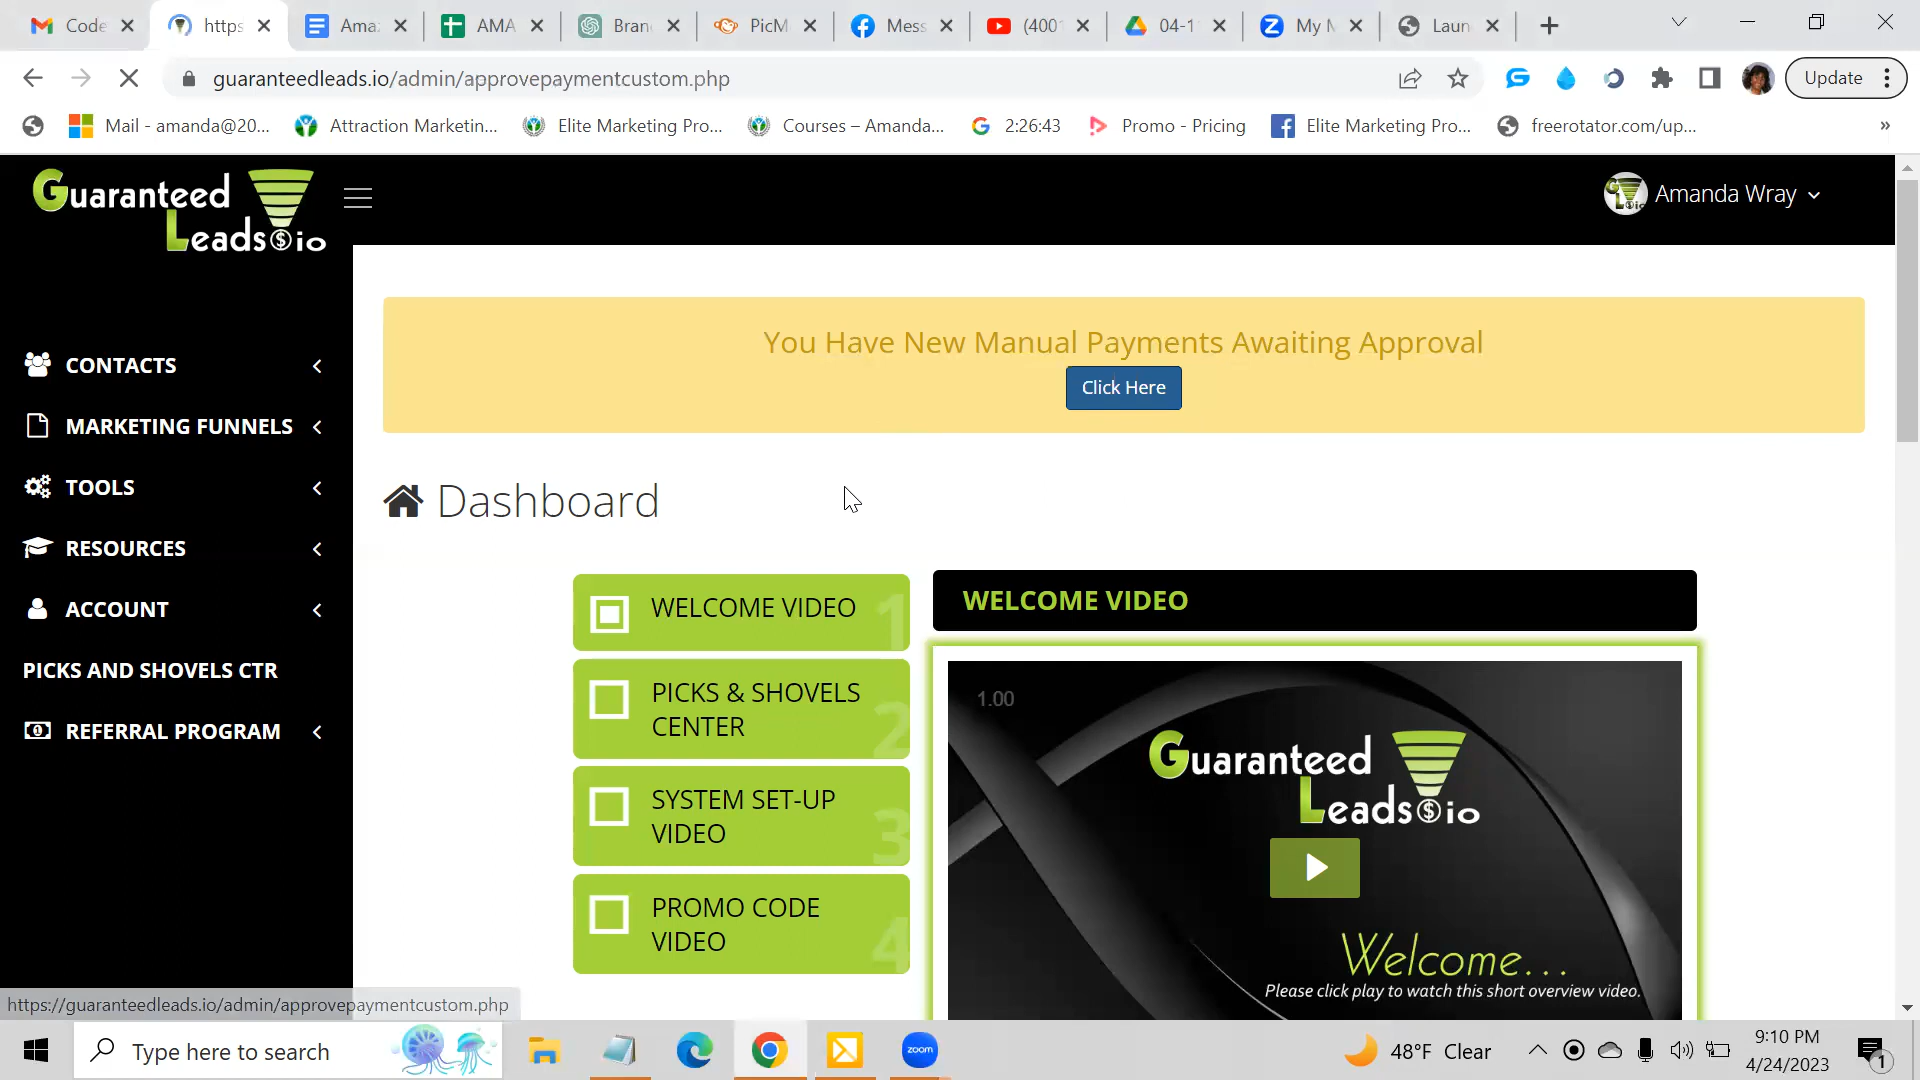 Code
https
Ama
AMA
Bran
PicM
Mess
(400
04-1
My M
Laun
guaranteedleads.io/admin/approvepaymentcustom.php
Update
Mail - amanda@20...
Attraction Marketin...
Elite Marketing Pro...
Courses – Amanda...
2:26:43
Promo - Pricing
Elite Marketing Pro...
freerotator.com/up...
»
Guaranteed
Leads$io
Amanda Wray
You Have New Manual Payments Awaiting Approval
Click Here
CONTACTS
MARKETING FUNNELS
TOOLS
RESOURCES
ACCOUNT
PICKS AND SHOVELS CTR
REFERRAL PROGRAM
Dashboard
WELCOME VIDEO 1
PICKS & SHOVELS
CENTER 2
SYSTEM SET-UP
VIDEO 3
PROMO CODE
VIDEO 4
WELCOME VIDEO
1.00
Guaranteed
Leads$io
Welcome...
Please click play to watch this short overview video.
https://guaranteedleads.io/admin/approvepaymentcustom.php
Type here to search
zoom
48°F Clear
9:10 PM
4/24/2023
1